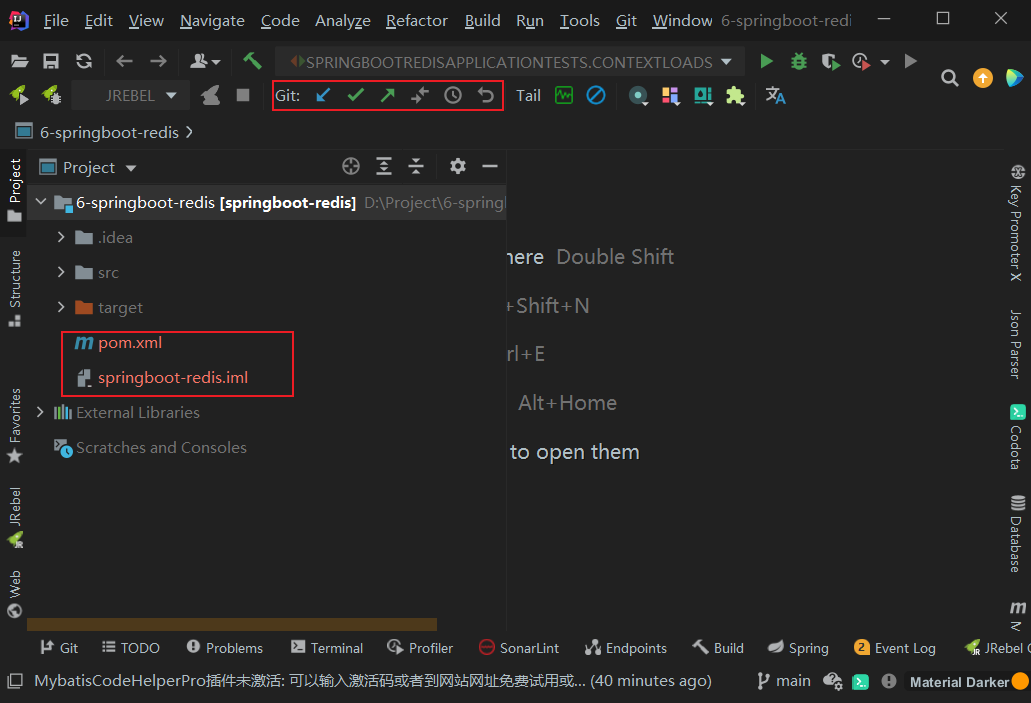 File Edit View Navigate Code Analyze Refactor Build Run Tools Git Window 6-springboot-redi
SPRINGBOOTREDISAPPLICATIONTESTS.CONTEXTLOADS
JREBEL Git: Tail
6-springboot-redis
Project
6-springboot-redis [springboot-redis] D:\Project\6-spring
.idea
src
target
pom.xml
springboot-redis.iml
External Libraries
Scratches and Consoles
here Double Shift
+Shift+N
rl+E
Alt+Home
to open them
Project
Structure
Favorites
JRebel
Web
Key Promoter X
Json Parser
Codota
Database
Git TODO Problems Terminal Profiler SonarLint Endpoints Build Spring 2 Event Log JRebel
MybatisCodeHelperPro插件未激活: 可以输入激活码或者到网站网址免费试用或... (40 minutes ago) main Material Darker